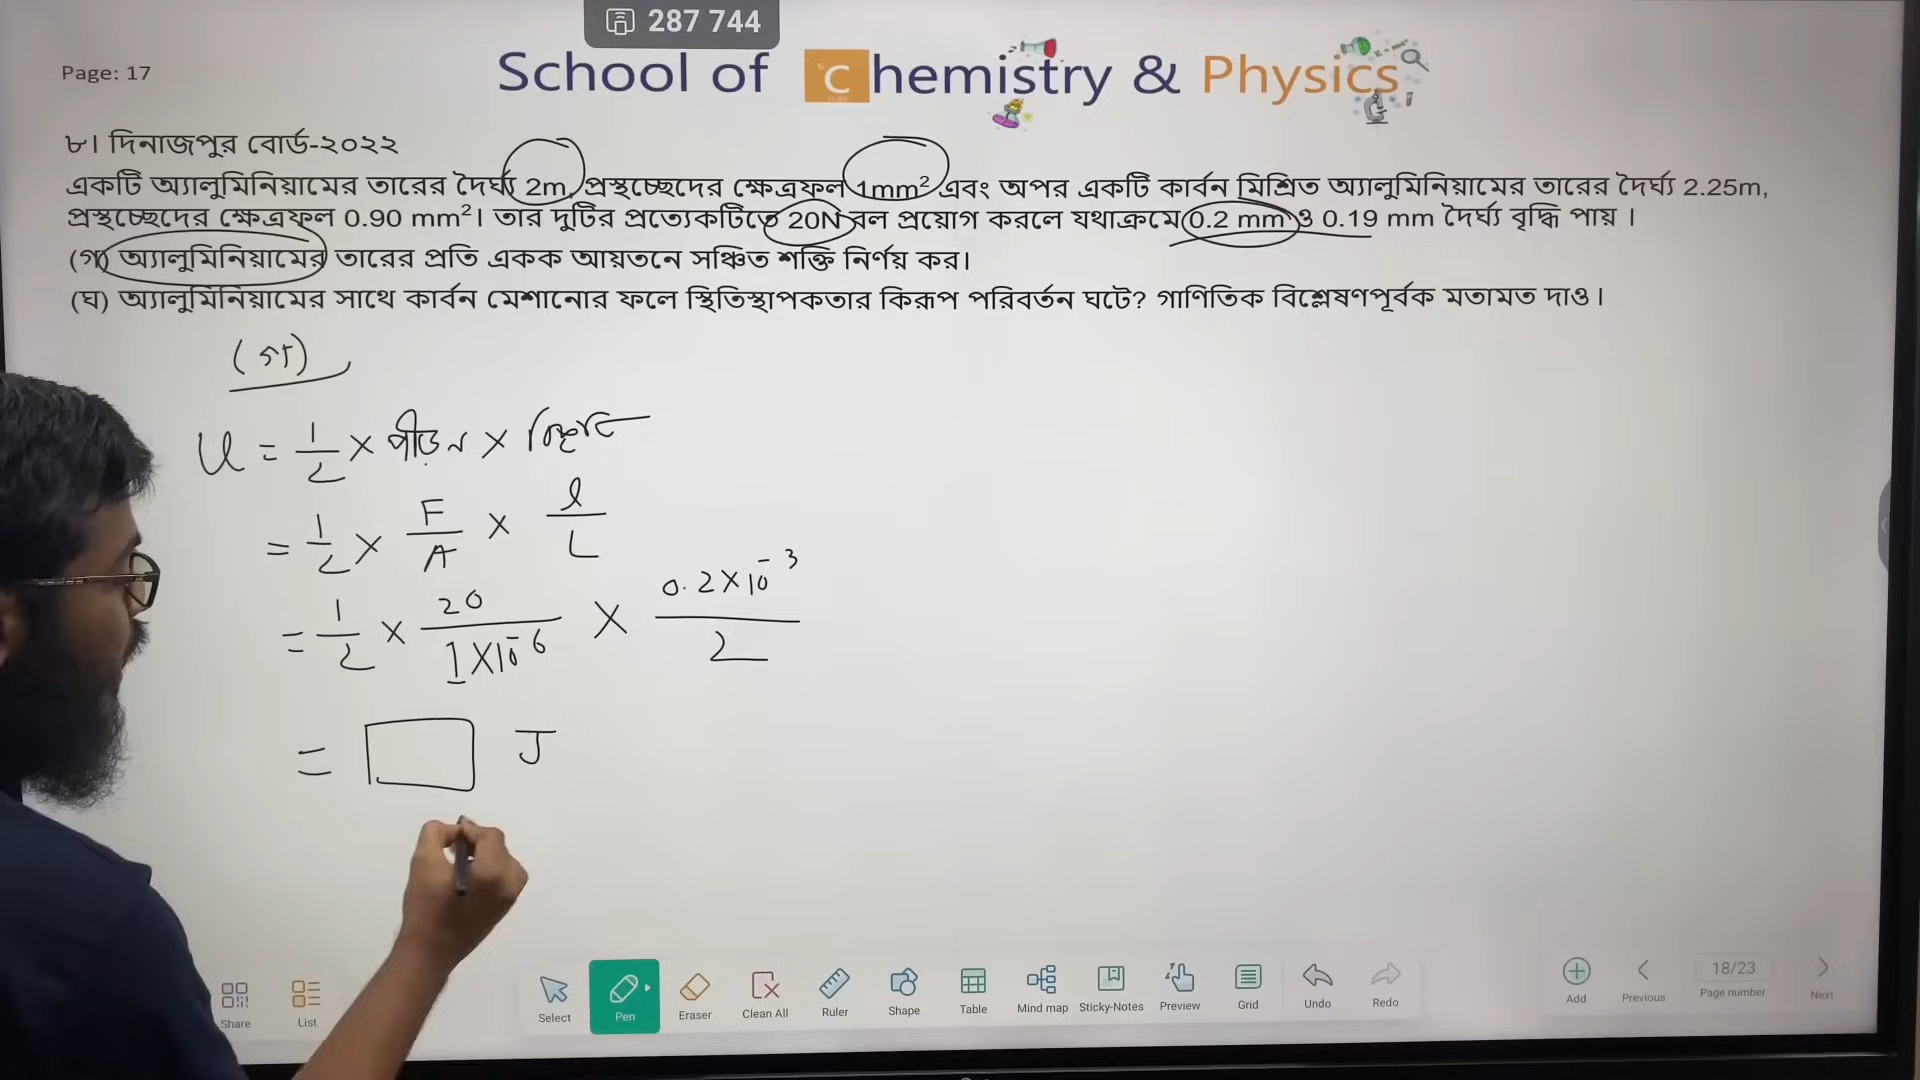 287 744
Page: 17
School of Chemistry & Physics
৮। দিনাজপুর বোর্ড-২০২২
একটি অ্যালুমিনিয়ামের তারের দৈর্ঘ্য 2m, প্রস্থচ্ছেদের ক্ষেত্রফল 1mm² এবং অপর একটি কার্বন মিশ্রিত অ্যালুমিনিয়ামের তারের দৈর্ঘ্য 2.25m,
প্রস্থচ্ছেদের ক্ষেত্রফল 0.90 mm²। তার দুটির প্রত্যেকটিতে 20N বল প্রয়োগ করলে যথাক্রমে 0.2 mm ও 0.19 mm দৈর্ঘ্য বৃদ্ধি পায় ।
(গ) অ্যালুমিনিয়ামের তারের প্রতি একক আয়তনে সঞ্চিত শক্তি নির্ণয় কর।
(ঘ) অ্যালুমিনিয়ামের সাথে কার্বন মেশানোর ফলে স্থিতিস্থাপকতার কিরূপ পরিবর্তন ঘটে? গাণিতিক বিশ্লেষণপূর্বক মতামত দাও।
(গ)
U = 1/2 × পীড়ন × বিকৃতি
= 1/2 × F/A × l/L
= 1/2 × 20/1×10⁻⁶ × 0.2×10⁻³/2
= J
Share List Select Pen Eraser Clean All Ruler Shape Table Mind map Sticky-Notes Preview Grid Undo Redo Add Previous 18/23 Page number Next